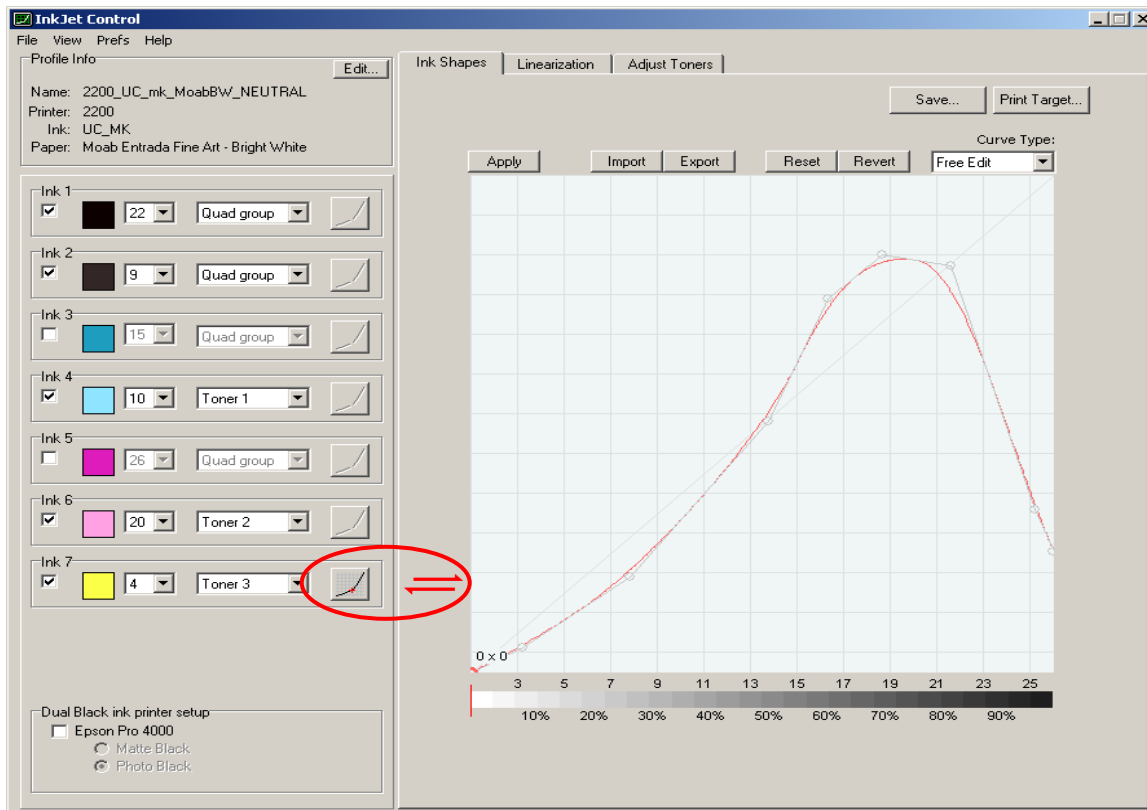 InkJet Control
File View Prefs Help
Profile Info
Edit...
Name: 2200_UC_mk_MoabBW_NEUTRAL
Printer: 2200
Ink: UC_MK
Paper: Moab Entrada Fine Art - Bright White
Ink 1
22 Quad group
Ink 2
9 Quad group
Ink 3
15 Quad group
Ink 4
10 Toner 1
Ink 5
26 Quad group
Ink 6
20 Toner 2
Ink 7
4 Toner 3
Dual Black ink printer setup
Epson Pro 4000
Matte Black
Photo Black
Ink Shapes Linearization Adjust Toners
Save... Print Target...
Curve Type:
Apply Import Export Reset Revert Free Edit
0 x 0
3 5 7 9 11 13 15 17 19 21 23 25
10% 20% 30% 40% 50% 60% 70% 80% 90%